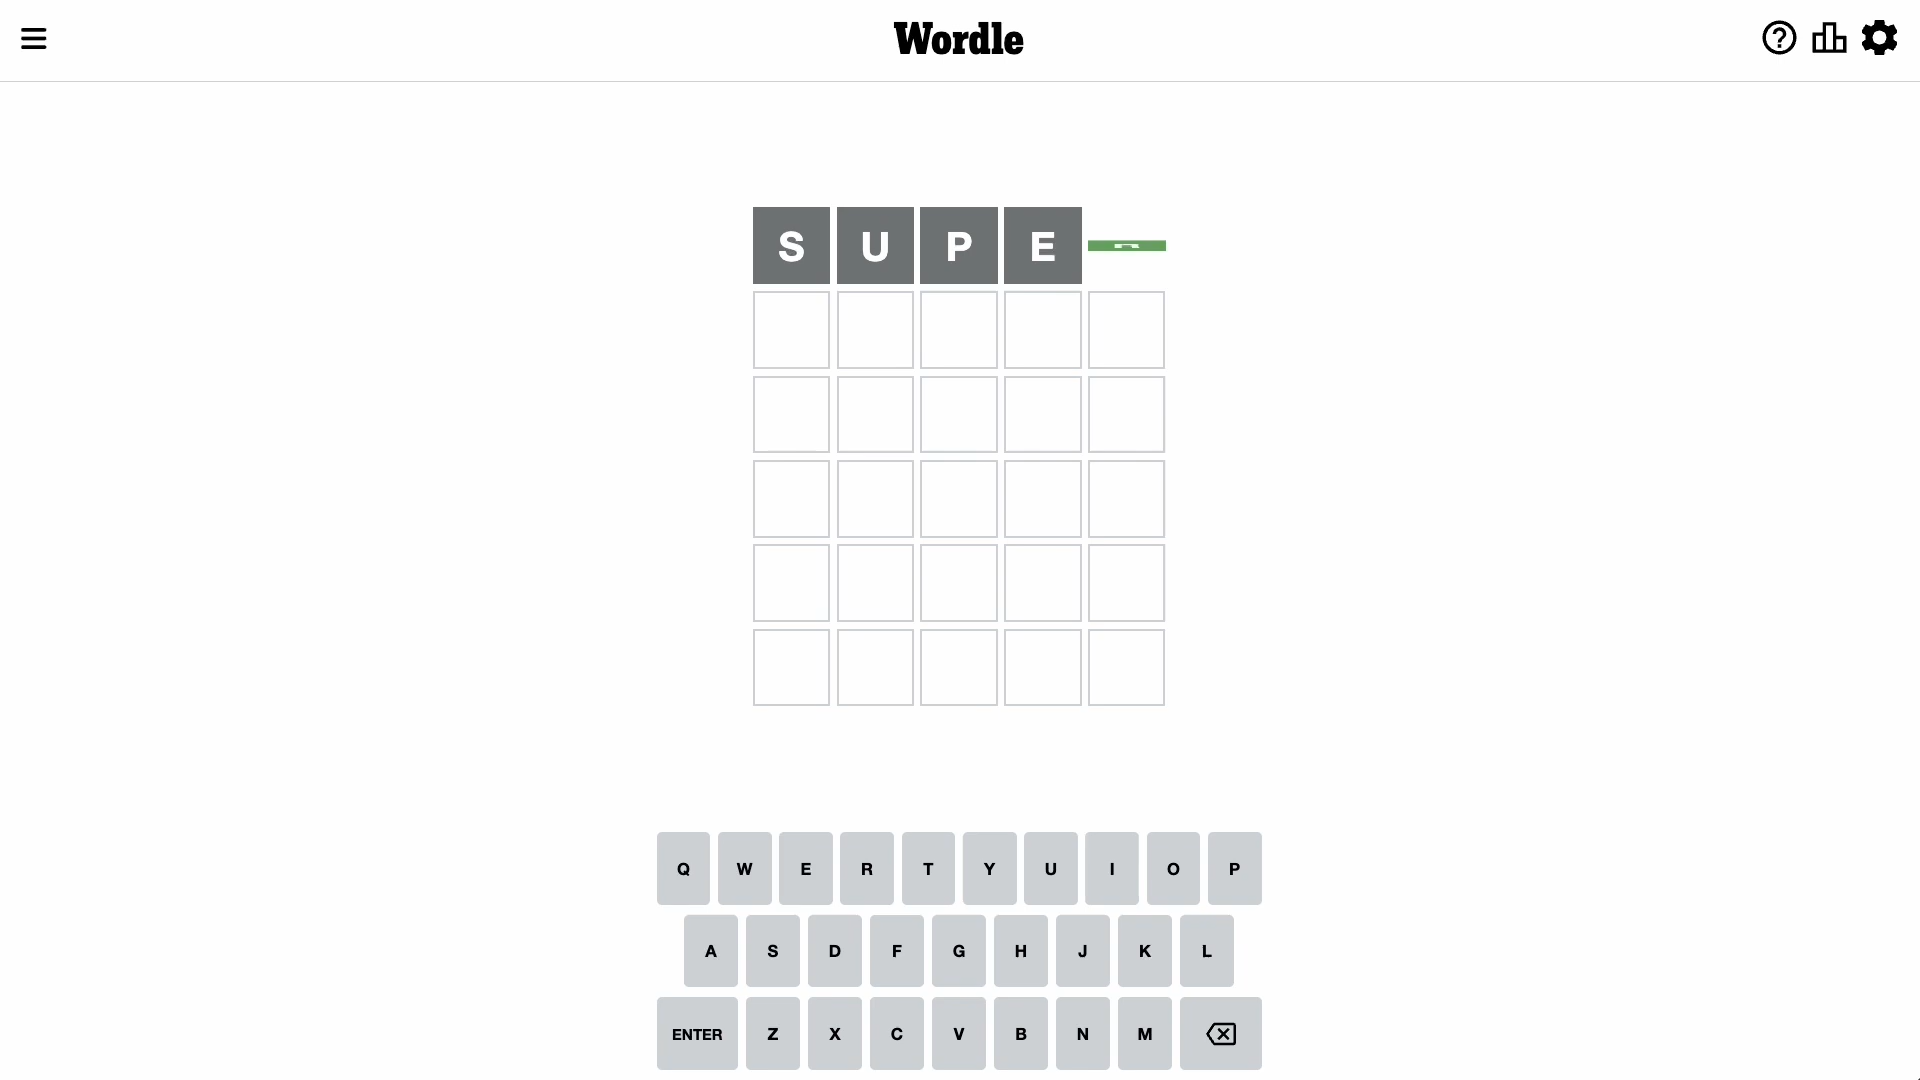 Wordle
S U P E
Q W E R T Y U I O P
A S D F G H J K L
ENTER Z X C V B N M